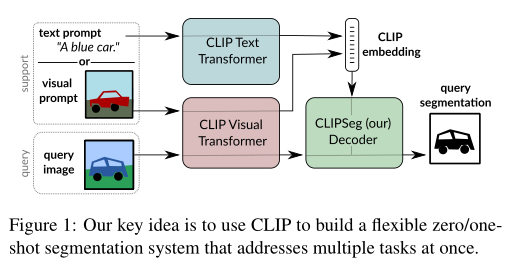 support
text prompt
"A blue car."
or
visual
prompt
query
query
image
CLIP Text
Transformer
CLIP Visual
Transformer
CLIP
embedding
CLIPSeg (our)
Decoder
query
segmentation
Figure 1: Our key idea is to use CLIP to build a flexible zero/one-
shot segmentation system that addresses multiple tasks at once.